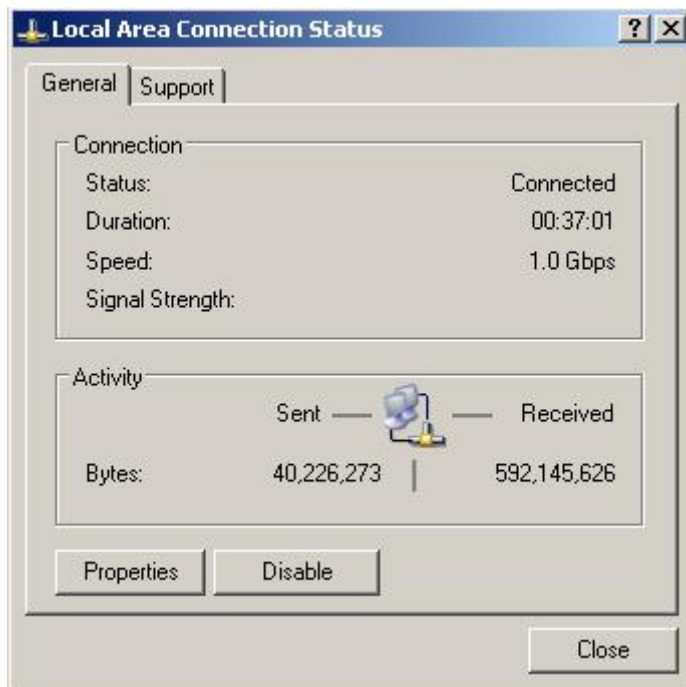 Local Area Connection Status
General Support
Connection
Status: Connected
Duration: 00:37:01
Speed: 1.0 Gbps
Signal Strength:
Activity
Sent Received
Bytes: 40,226,273 592,145,626
Properties Disable
Close